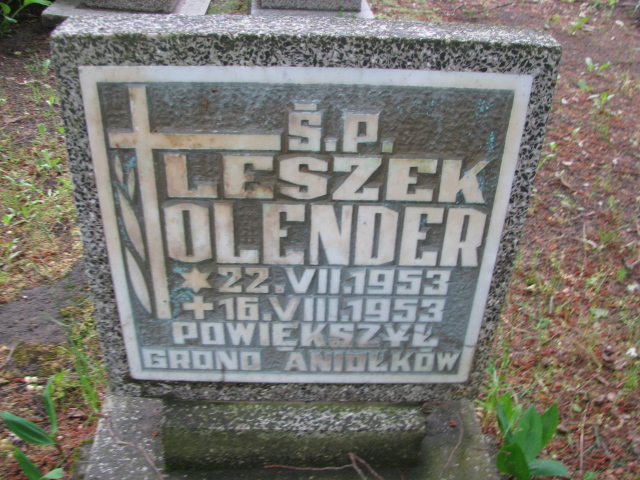 Ś.P.
LESZEK
OLENDER
* 22.VII.1953
+ 16.VIII.1953
POWIĘKSZYŁ
GRONO ANIOŁKÓW